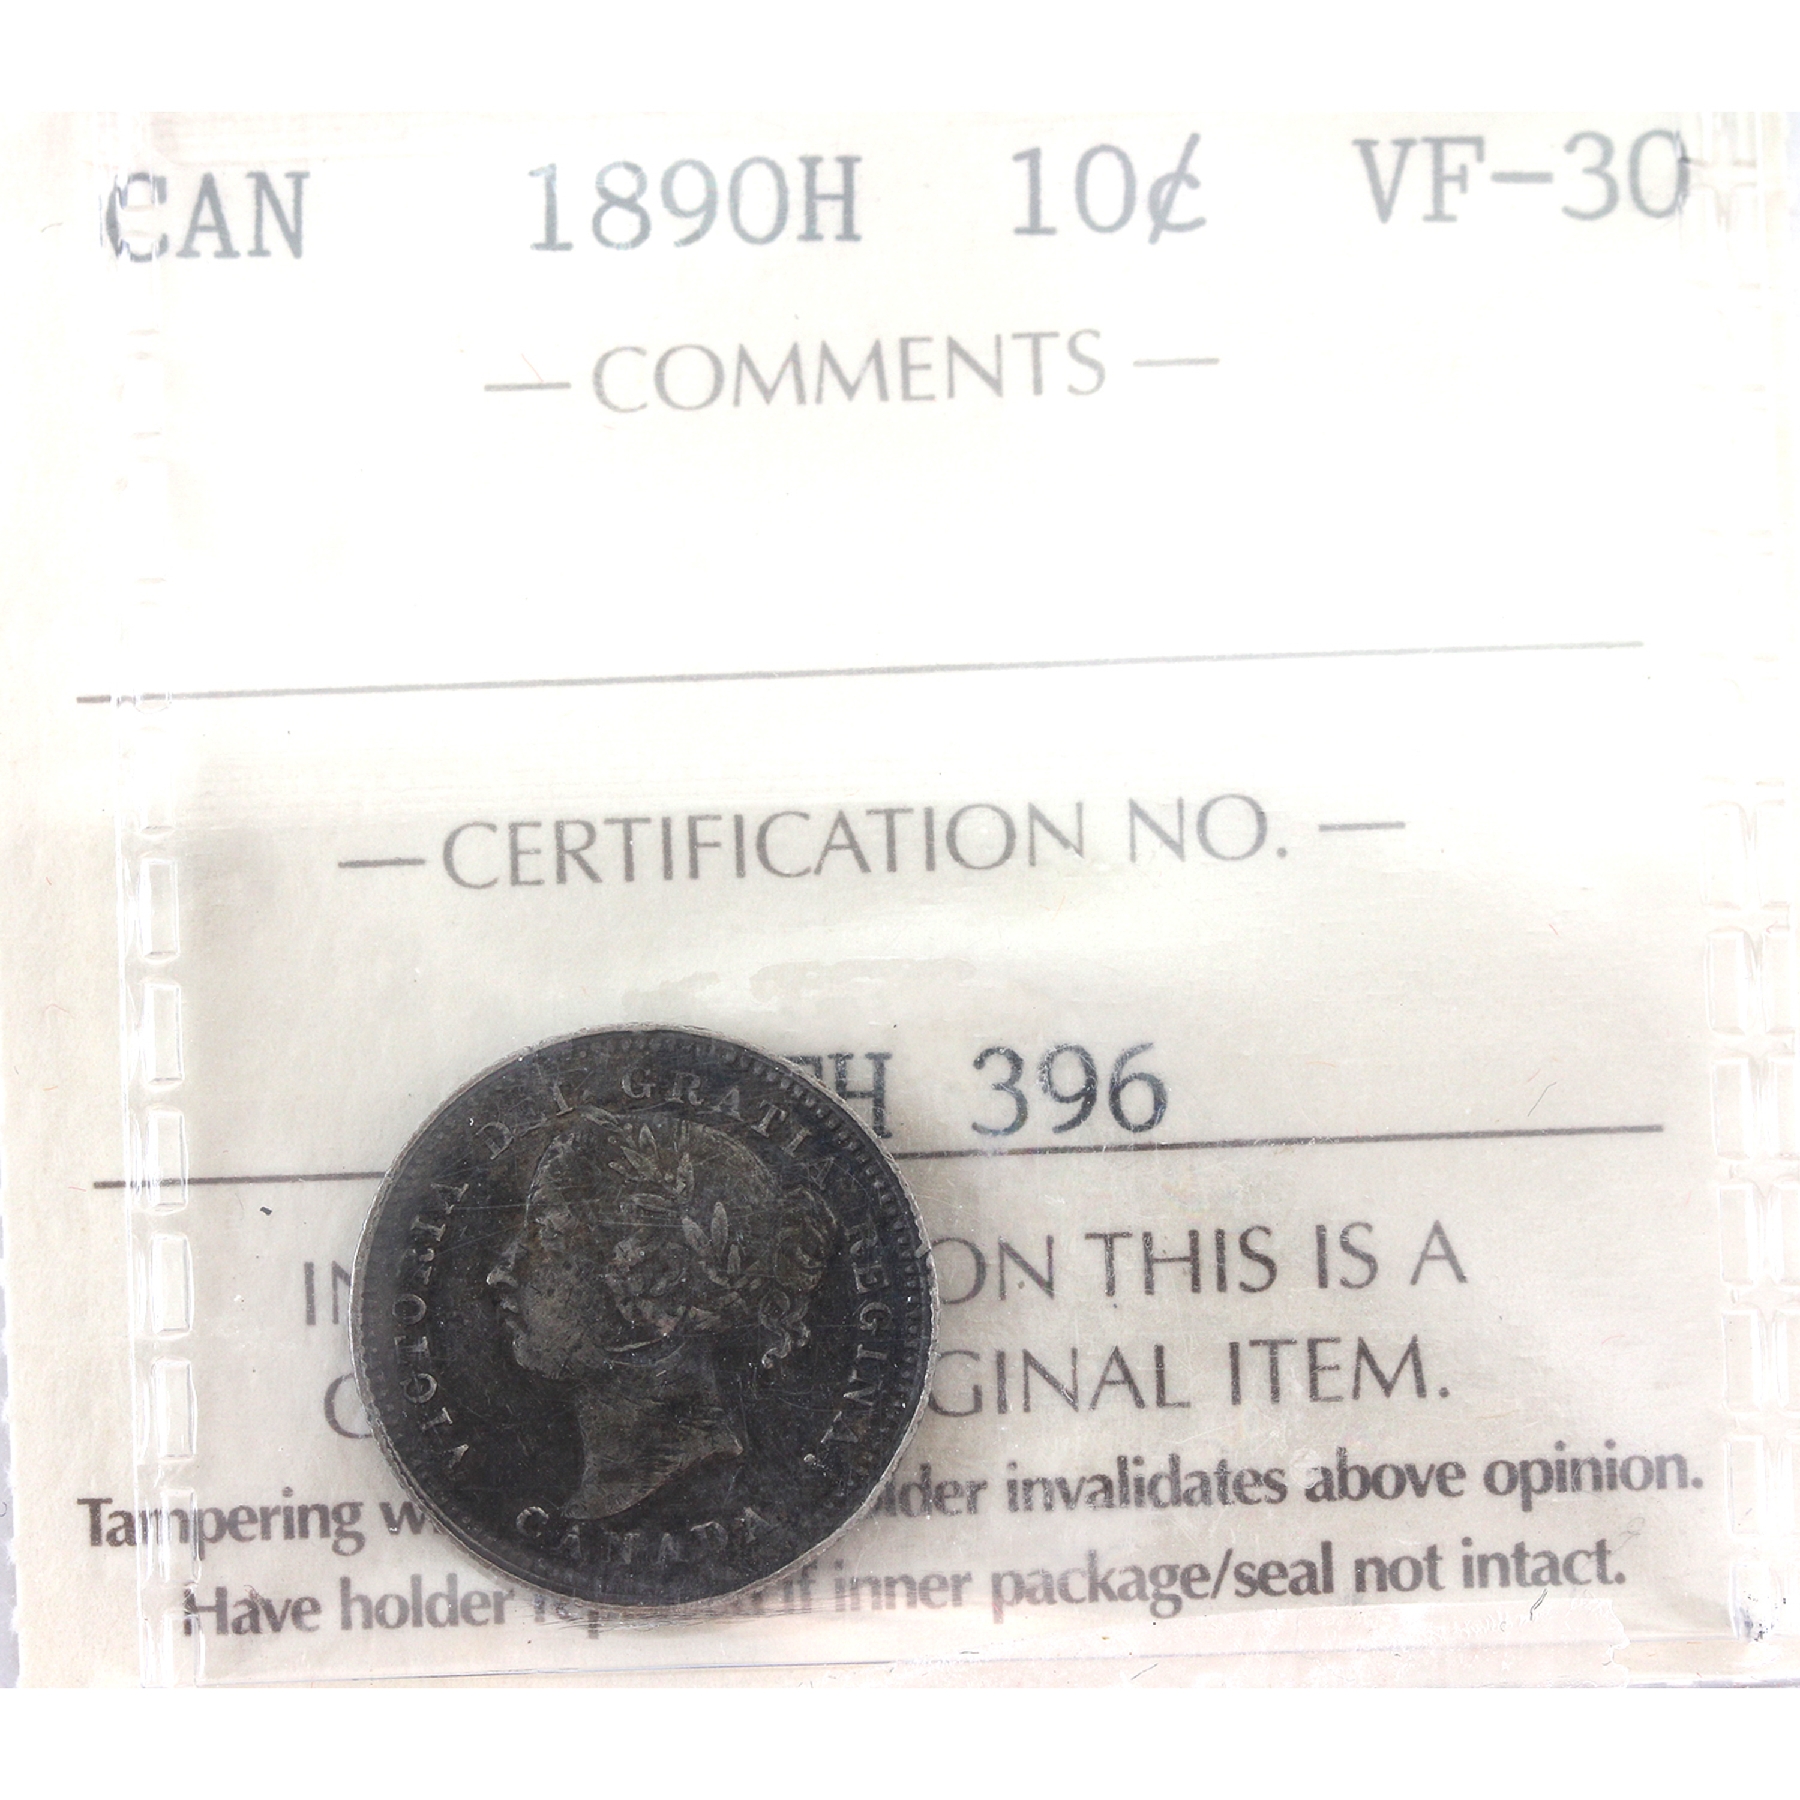 CAN 1890H 10¢ VF-30
— COMMENTS —
— CERTIFICATION NO. —
H 396
ON THIS IS A
GINAL ITEM.
Tampering w lder invalidates above opinion.
Have holder if inner package/seal not intact.
VICTORIA DEI GRATIA REGINA.
CANADA